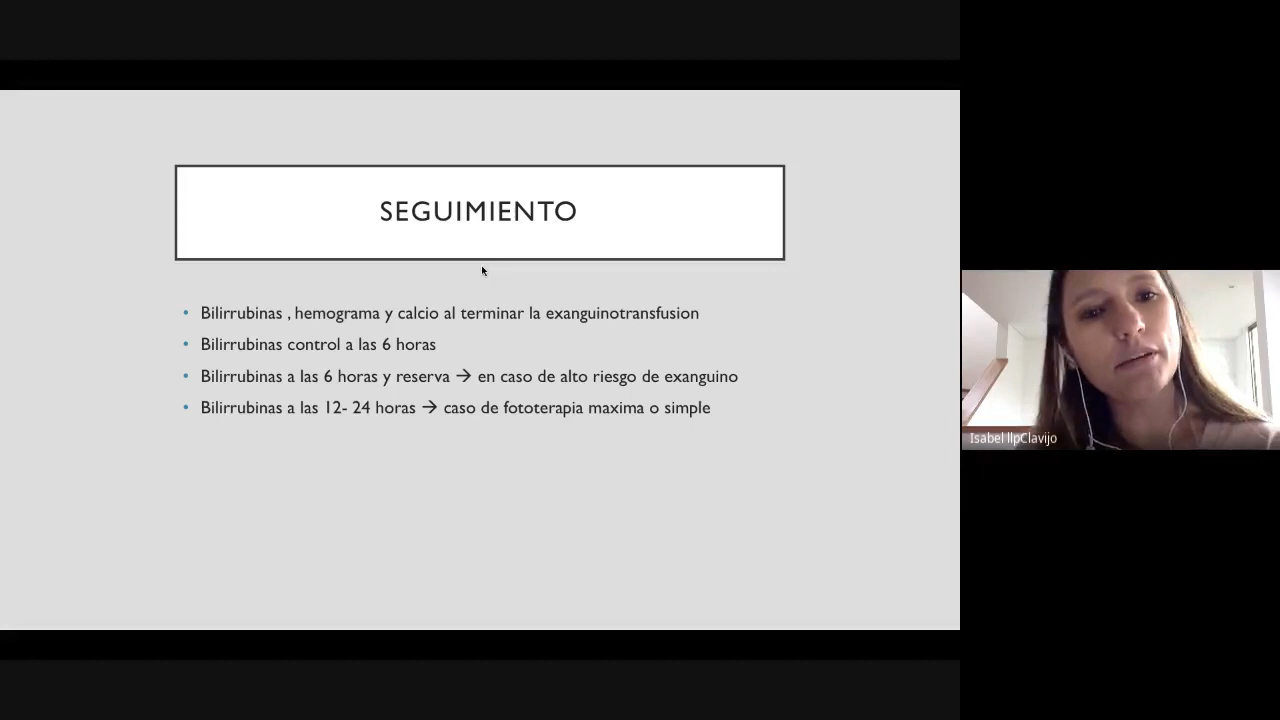 SEGUIMIENTO
• Bilirrubinas , hemograma y calcio al terminar la exanguinotransfusion
• Bilirrubinas control a las 6 horas
• Bilirrubinas a las 6 horas y reserva → en caso de alto riesgo de exanguino
• Bilirrubinas a las 12- 24 horas → caso de fototerapia maxima o simple
Isabel llpClavijo